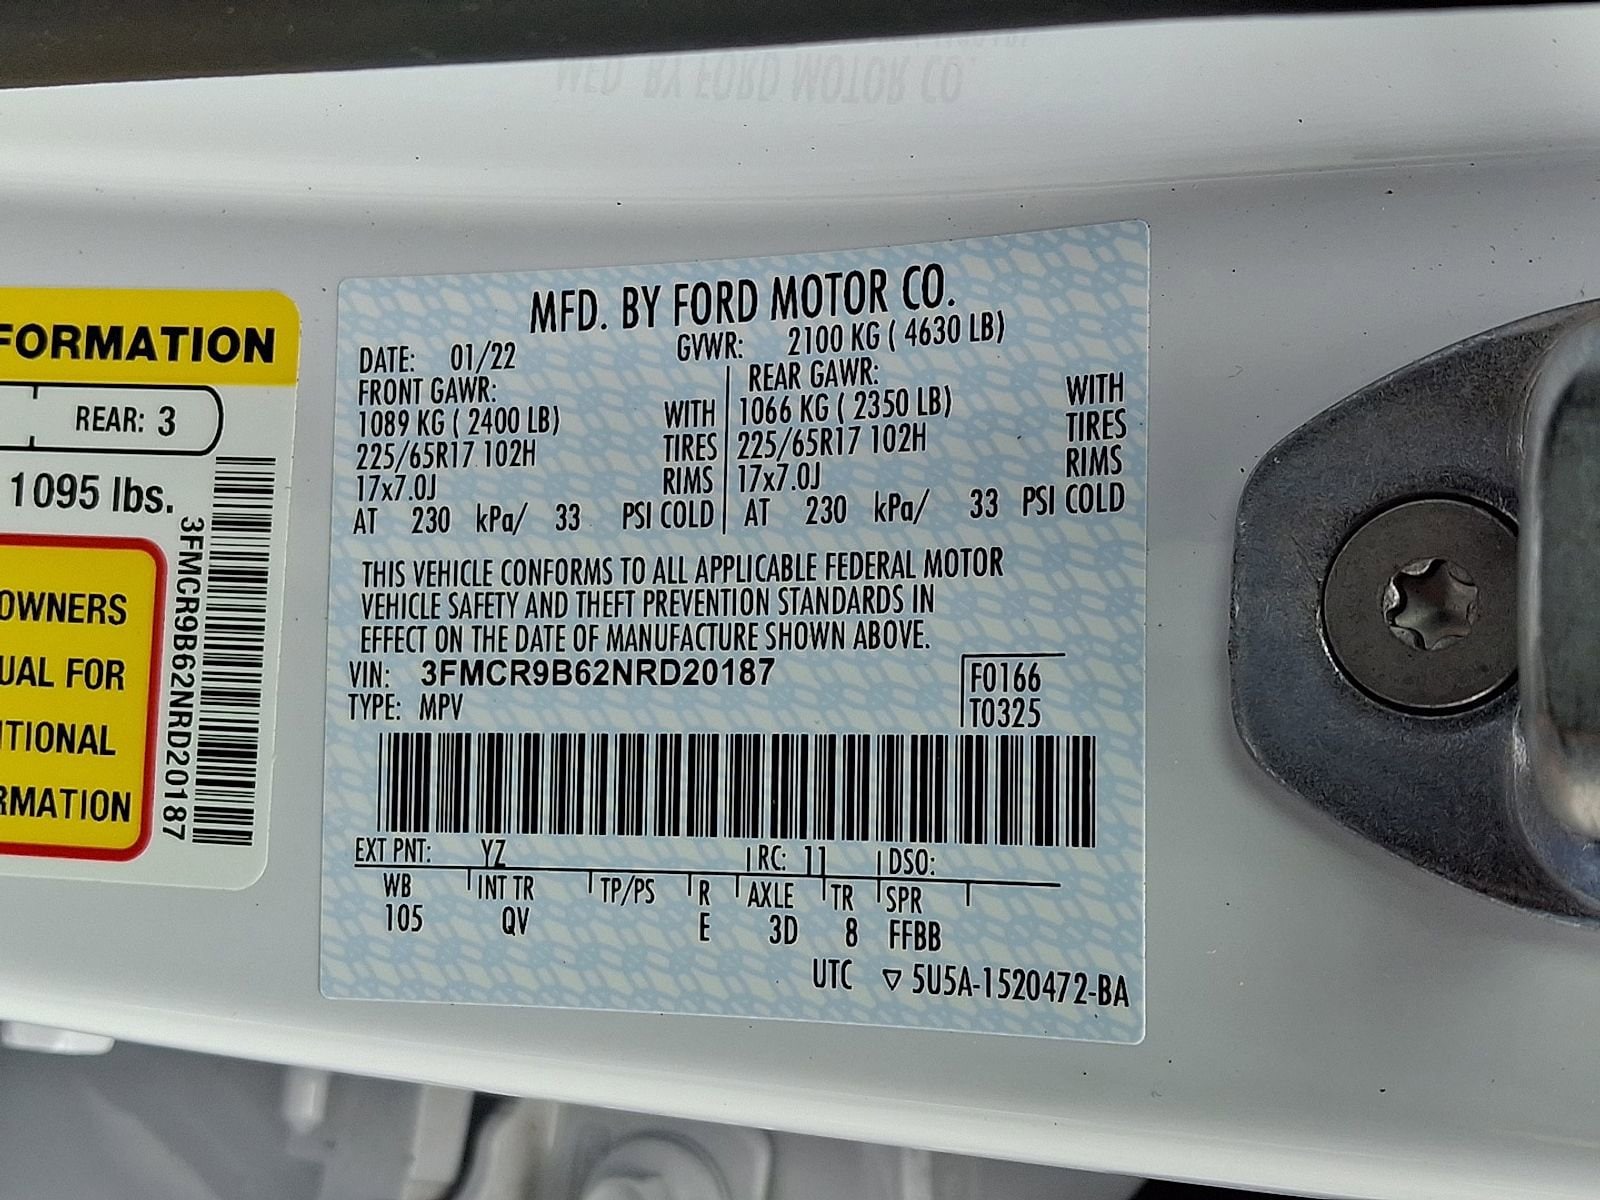 FORMATION
REAR: 3
1095 lbs.
OWNERS
UAL FOR
ITIONAL
RMATION
3FMCR9B62NRD20187
MFD. BY FORD MOTOR CO.
DATE: 01/22 GVWR: 2100 KG ( 4630 LB)
FRONT GAWR: REAR GAWR:
1089 KG ( 2400 LB) WITH 1066 KG ( 2350 LB) WITH
225/65R17 102H TIRES 225/65R17 102H TIRES
17x7.0J RIMS 17x7.0J RIMS
AT 230 kPa/ 33 PSI COLD AT 230 kPa/ 33 PSI COLD
THIS VEHICLE CONFORMS TO ALL APPLICABLE FEDERAL MOTOR
VEHICLE SAFETY AND THEFT PREVENTION STANDARDS IN
EFFECT ON THE DATE OF MANUFACTURE SHOWN ABOVE.
VIN: 3FMCR9B62NRD20187 F0166
TYPE: MPV T0325
EXT PNT: YZ RC: 11 DSO:
WB INT TR TP/PS R AXLE TR SPR
105 QV E 3D 8 FFBB
UTC ▽ 5U5A-1520472-BA